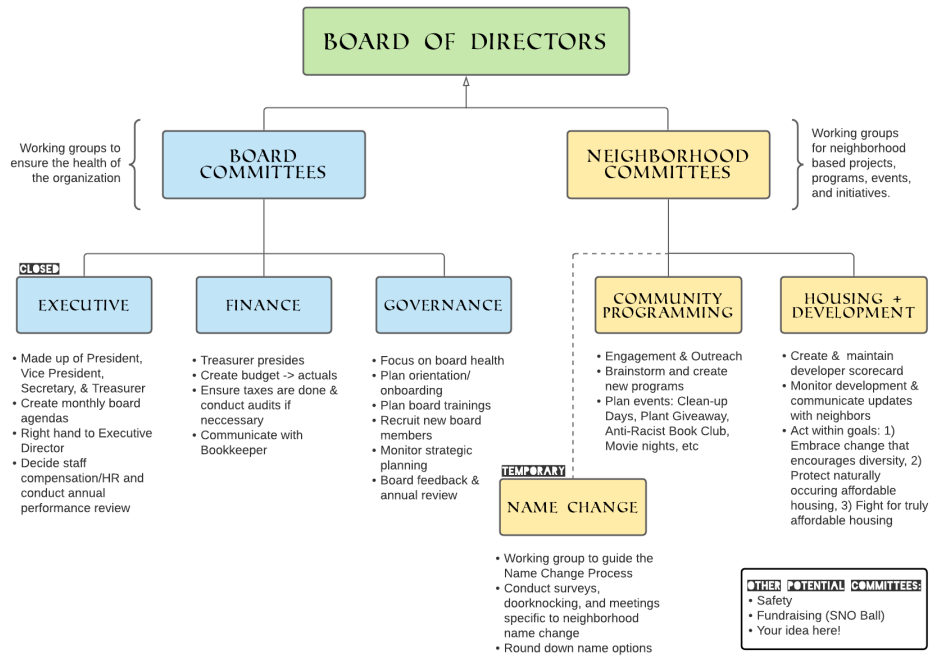 BOARD OF DIRECTORS
Working groups to
ensure the health of
the organization
BOARD
COMMITTEES
NEIGHBORHOOD
COMMITTEES
Working groups
for neighborhood
based projects,
programs, events,
and initiatives.
CLOSED
EXECUTIVE
• Made up of President,
Vice President,
Secretary, & Treasurer
• Create monthly board
agendas
• Right hand to Executive
Director
• Decide staff
compensation/HR and
conduct annual
performance review
FINANCE
• Treasurer presides
• Create budget -> actuals
• Ensure taxes are done &
conduct audits if
neccessary
• Communicate with
Bookkeeper
GOVERNANCE
• Focus on board health
• Plan orientation/
onboarding
• Plan board trainings
• Recruit new board
members
• Monitor strategic
planning
• Board feedback &
annual review
COMMUNITY
PROGRAMMING
• Engagement & Outreach
• Brainstorm and create
new programs
• Plan events: Clean-up
Days, Plant Giveaway,
Anti-Racist Book Club,
Movie nights, etc
HOUSING +
DEVELOPMENT
• Create & maintain
developer scorecard
• Monitor development &
communicate updates
with neighbors
• Act within goals: 1)
Embrace change that
encourages diversity, 2)
Protect naturally
occuring affordable
housing, 3) Fight for truly
affordable housing
TEMPORARY
NAME CHANGE
• Working group to guide the
Name Change Process
• Conduct surveys,
doorknocking, and meetings
specific to neighborhood
name change
• Round down name options
OTHER POTENTIAL COMMITTEES:
• Safety
• Fundraising (SNO Ball)
• Your idea here!